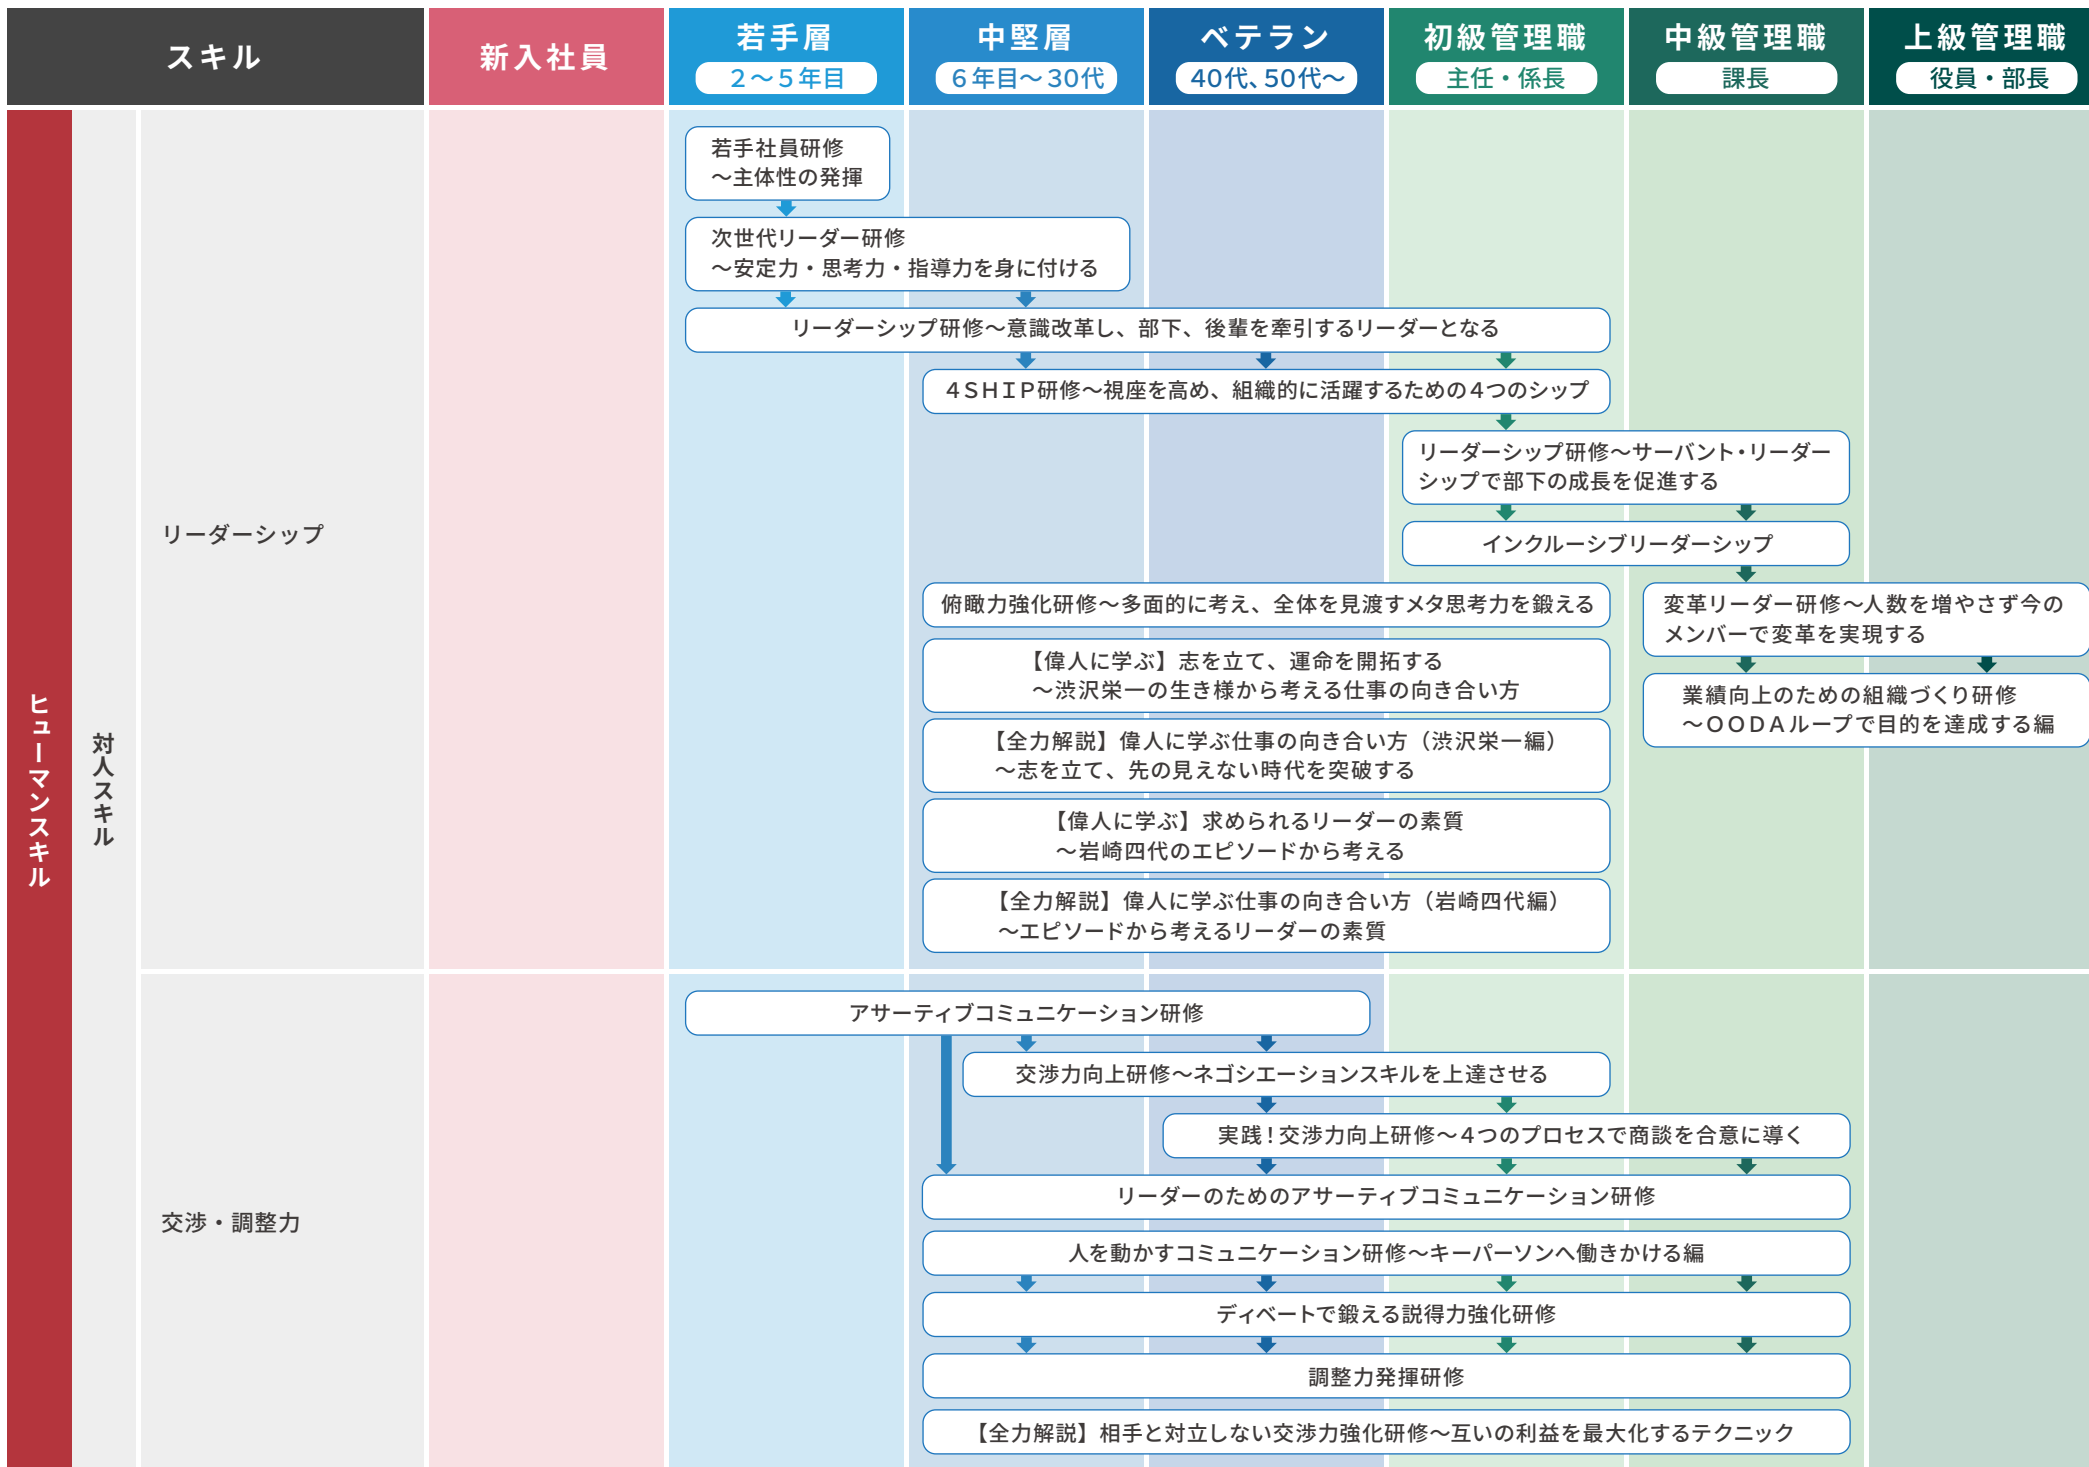 スキル
新入社員
若手層
2～5年目
中堅層
6年目～30代
ベテラン
40代、50代～
初級管理職
主任・係長
中級管理職
課長
上級管理職
役員・部長
ヒューマンスキル
対人スキル
リーダーシップ
若手社員研修
～主体性の発揮
次世代リーダー研修
～安定力・思考力・指導力を身に付ける
リーダーシップ研修～意識改革し、部下、後輩を牽引するリーダーとなる
4SHIP研修～視座を高め、組織的に活躍するための4つのシップ
リーダーシップ研修～サーバント・リーダー
シップで部下の成長を促進する
インクルーシブリーダーシップ
俯瞰力強化研修～多面的に考え、全体を見渡すメタ思考力を鍛える
変革リーダー研修～人数を増やさず今の
メンバーで変革を実現する
【偉人に学ぶ】志を立て、運命を開拓する
～渋沢栄一の生き様から考える仕事の向き合い方
業績向上のための組織づくり研修
～OODAループで目的を達成する編
【全力解説】偉人に学ぶ仕事の向き合い方（渋沢栄一編）
～志を立て、先の見えない時代を突破する
【偉人に学ぶ】求められるリーダーの素質
～岩崎四代のエピソードから考える
【全力解説】偉人に学ぶ仕事の向き合い方（岩崎四代編）
～エピソードから考えるリーダーの素質
交渉・調整力
アサーティブコミュニケーション研修
交渉力向上研修～ネゴシエーションスキルを上達させる
実践！交渉力向上研修～4つのプロセスで商談を合意に導く
リーダーのためのアサーティブコミュニケーション研修
人を動かすコミュニケーション研修～キーパーソンへ働きかける編
ディベートで鍛える説得力強化研修
調整力発揮研修
【全力解説】相手と対立しない交渉力強化研修～互いの利益を最大化するテクニック